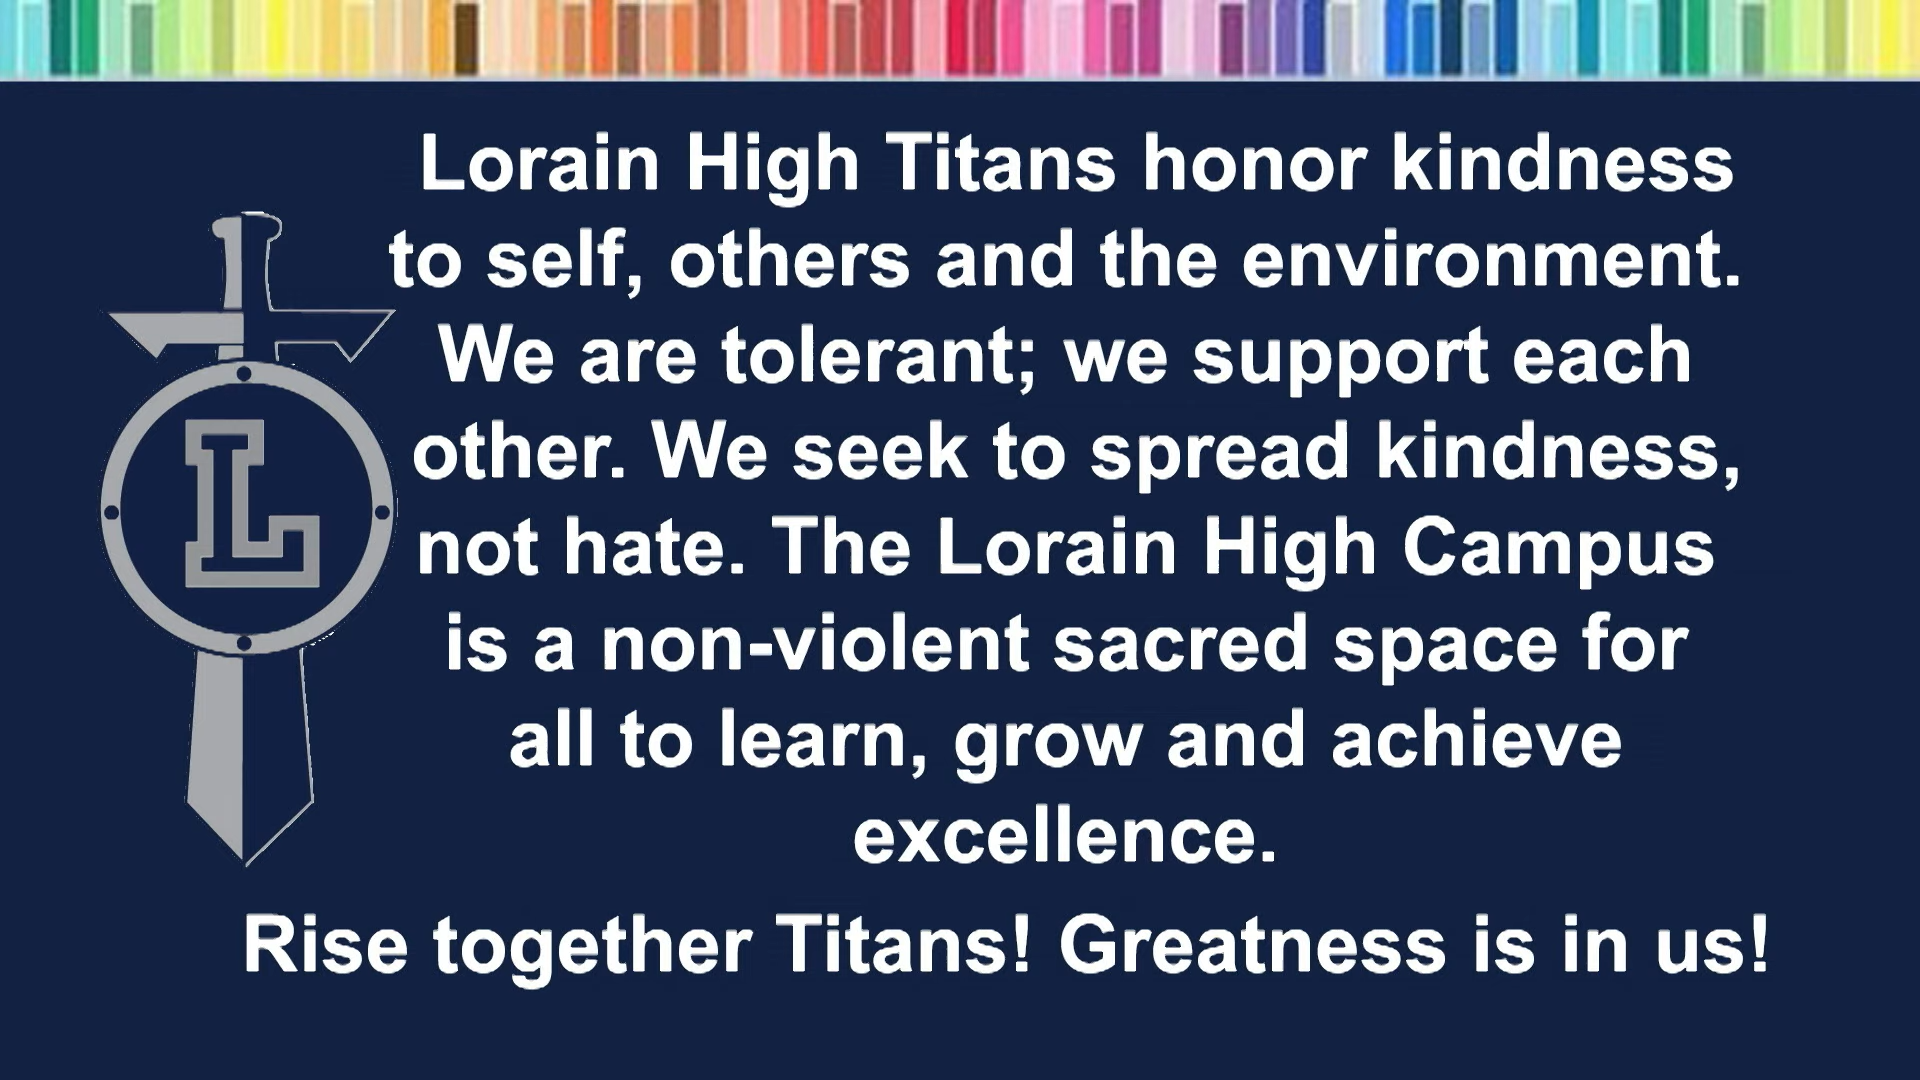 Lorain High Titans honor kindness
to self, others and the environment.
We are tolerant; we support each
other. We seek to spread kindness,
not hate. The Lorain High Campus
is a non-violent sacred space for
all to learn, grow and achieve
excellence.
Rise together Titans! Greatness is in us!
L